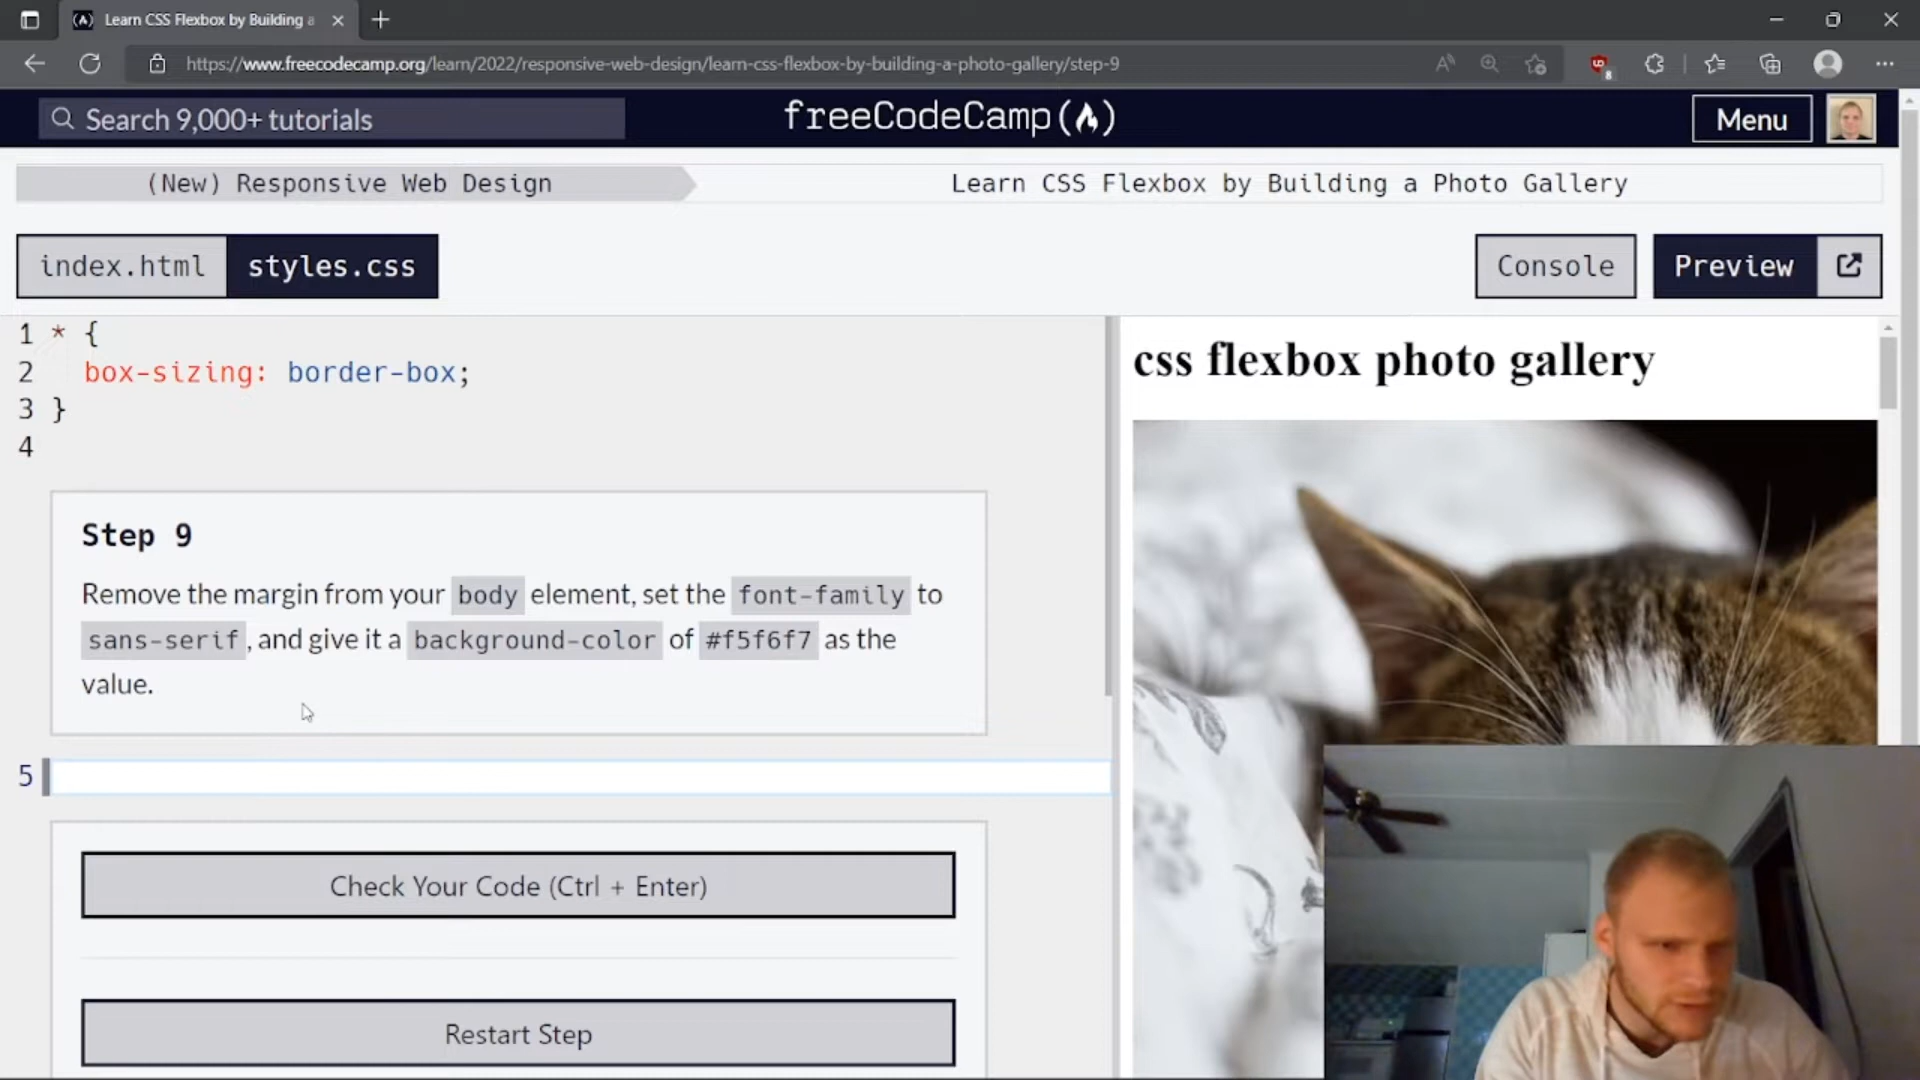 Learn CSS Flexbox by Building a
https://www.freecodecamp.org/learn/2022/responsive-web-design/learn-css-flexbox-by-building-a-photo-gallery/step-9
8
Search 9,000+ tutorials
freeCodeCamp(🔥)
Menu
(New) Responsive Web Design
Learn CSS Flexbox by Building a Photo Gallery
index.html
styles.css
Console
Preview
1 * {
2 box-sizing: border-box;
3 }
4
css flexbox photo gallery
Step 9
Remove the margin from your body element, set the font-family to
sans-serif, and give it a background-color of #f5f6f7 as the
value.
5
Check Your Code (Ctrl + Enter)
Restart Step